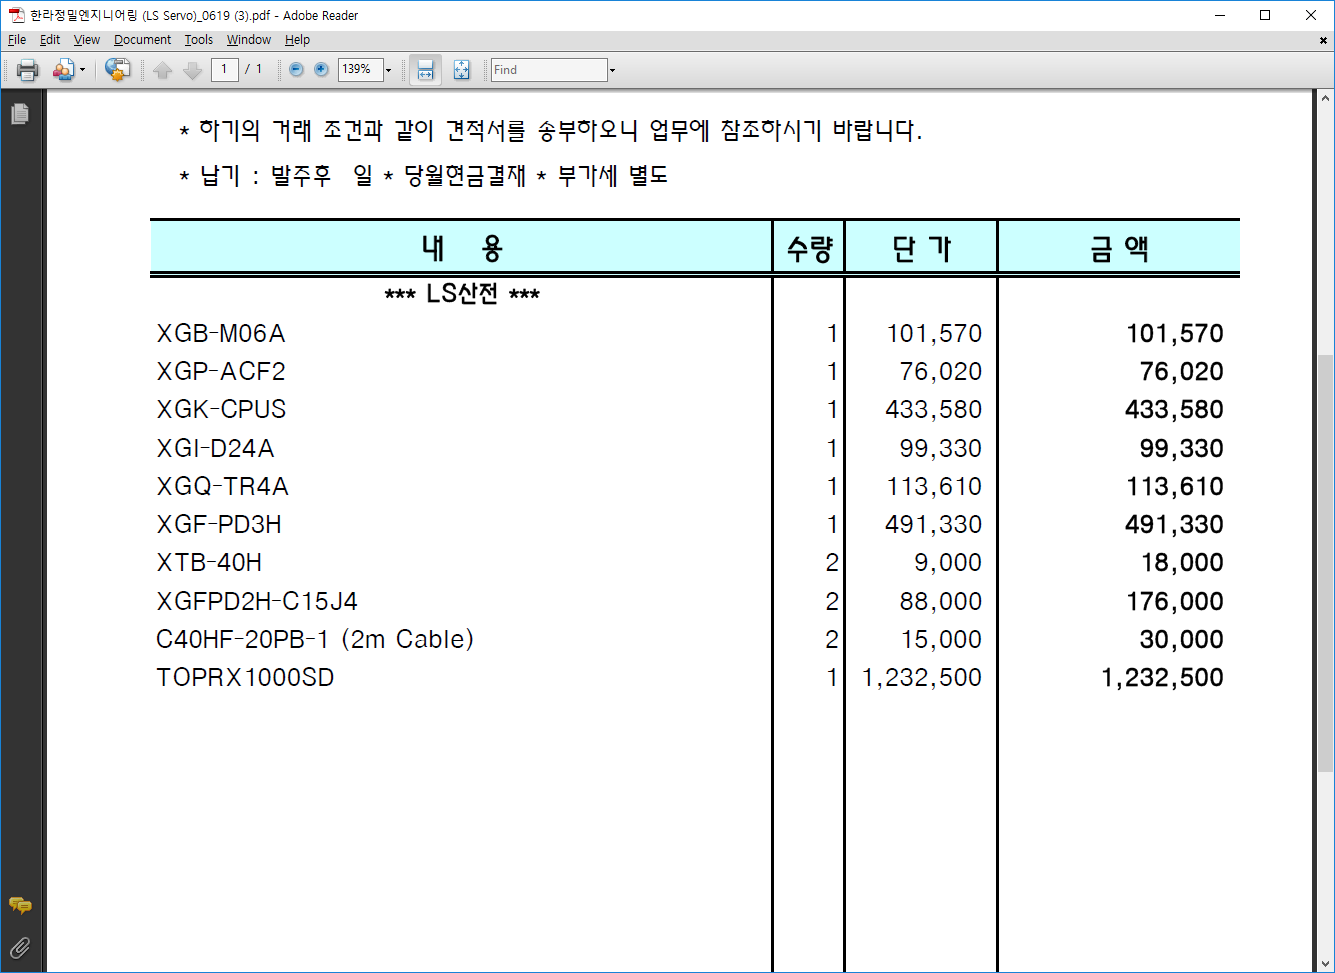 한라정밀엔지니어링 (LS Servo)_0619 (3).pdf - Adobe Reader
File Edit View Document Tools Window Help
1 / 1 139% Find
* 하기의 거래 조건과 같이 견적서를 송부하오니 업무에 참조하시기 바랍니다.
* 납기 : 발주후 일 * 당월현금결재 * 부가세 별도
내 용 수량 단 가 금 액
*** LS산전 ***
XGB-M06A 1 101,570 101,570
XGP-ACF2 1 76,020 76,020
XGK-CPUS 1 433,580 433,580
XGI-D24A 1 99,330 99,330
XGQ-TR4A 1 113,610 113,610
XGF-PD3H 1 491,330 491,330
XTB-40H 2 9,000 18,000
XGFPD2H-C15J4 2 88,000 176,000
C40HF-20PB-1 (2m Cable) 2 15,000 30,000
TOPRX1000SD 1 1,232,500 1,232,500